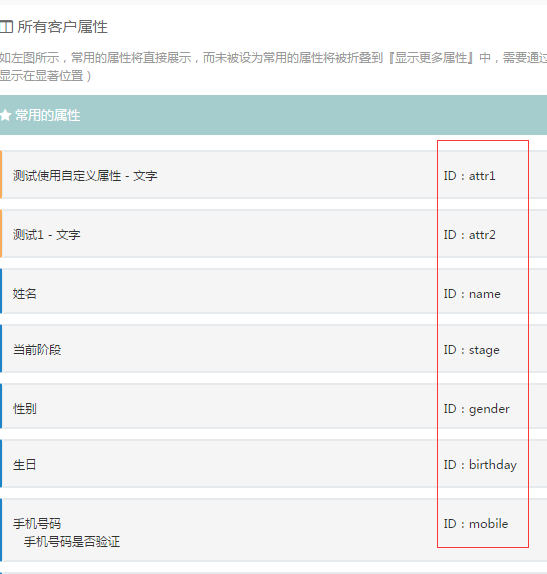 所有客户属性
如左图所示，常用的属性将直接展示，而未被设为常用的属性将被折叠到『显示更多属性』中，需要通过
显示在显著位置）
常用的属性
测试使用自定义属性 - 文字 ID：attr1
测试1 - 文字 ID：attr2
姓名 ID：name
当前阶段 ID：stage
性别 ID：gender
生日 ID：birthday
手机号码 ID：mobile
手机号码是否验证